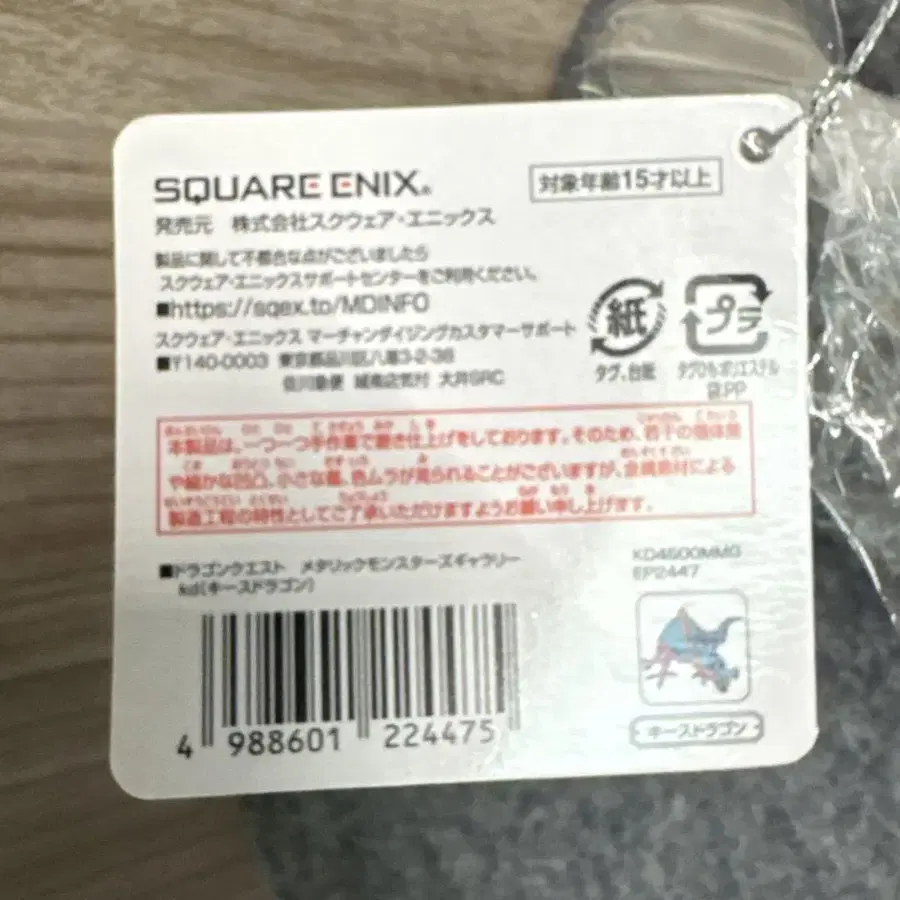 SQUARE ENIX®
対象年齢15才以上
発売元 株式会社スクウェア・エニックス
製品に関して不都合な点がございましたら
スクウェア・エニックスサポートセンターをご利用ください。
■https://sqex.to/MDINFO
スクウェア・エニックス マーチャンダイジングカスタマーサポート
■〒140-0003 東京都品川区八潮3-2-36
佐川急便 城南店気付 大井SRC
紙
タグ、台紙
プラ
タグひも:ポリエステル
袋:PP
本製品は、一つ一つ手作業で磨き仕上げをしております。そのため、若干の個体差
や細かな凹凸、小さな傷、色ムラが見られることがございますが、金属素材による
製造工程の特性としてご了承いただけますようお願い申し上げます。
■ドラゴンクエスト メタリックモンスターズギャラリー
kd(キースドラゴン)
KD4500MMG
EP2447
4 988601 224475
キースドラゴン